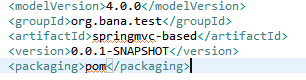 <modelVersion>4.0.0</modelVersion>
<groupId>org.bana.test</groupId>
<artifactId>springmvc-based</artifactId>
<version>0.0.1-SNAPSHOT</version>
<packaging>pom</packaging>